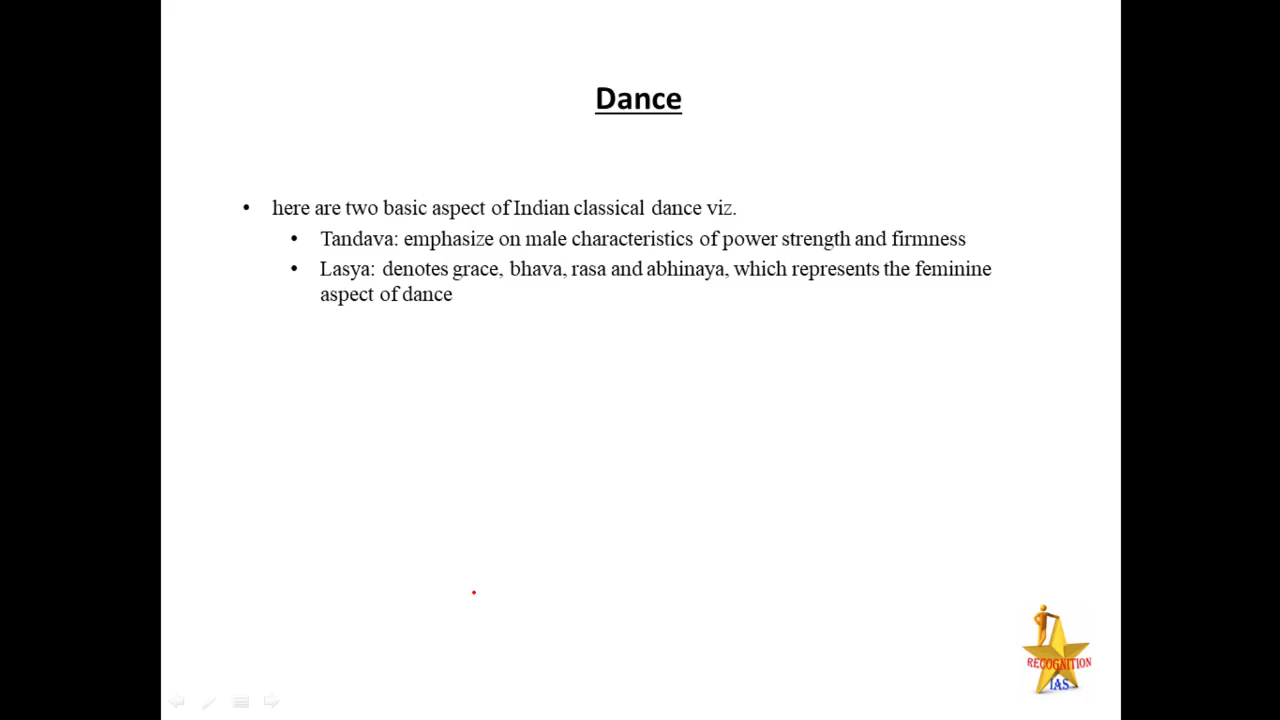 Dance
• here are two basic aspect of Indian classical dance viz.
• Tandava: emphasize on male characteristics of power strength and firmness
• Lasya: denotes grace, bhava, rasa and abhinaya, which represents the feminine
aspect of dance
RECOGNITION
IAS